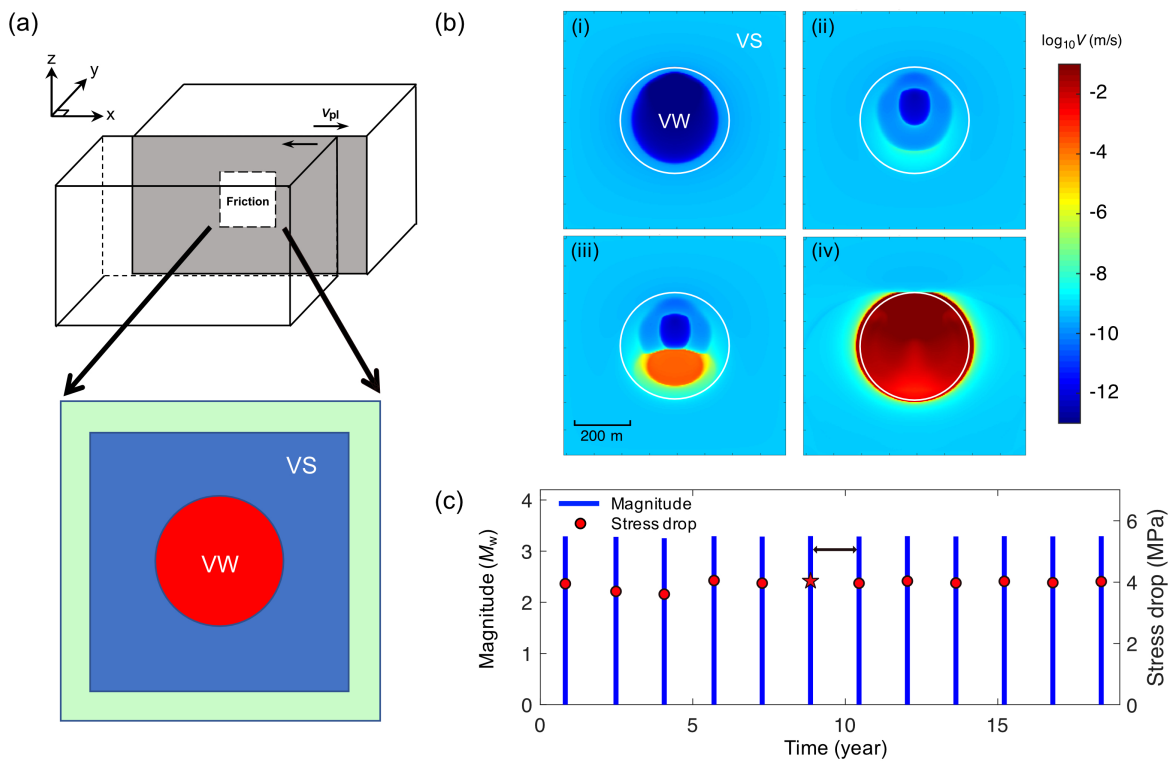 (a)
z
y
x
vpl
Friction
VS
VW
(b)
(i)
VS
VW
(ii)
(iii)
200 m
(iv)
log10V (m/s)
-2
-4
-6
-8
-10
-12
(c)
Magnitude
Stress drop
Magnitude (Mw)
4
3
2
1
0
0
5
10
15
Time (year)
6
4
2
0
Stress drop (MPa)